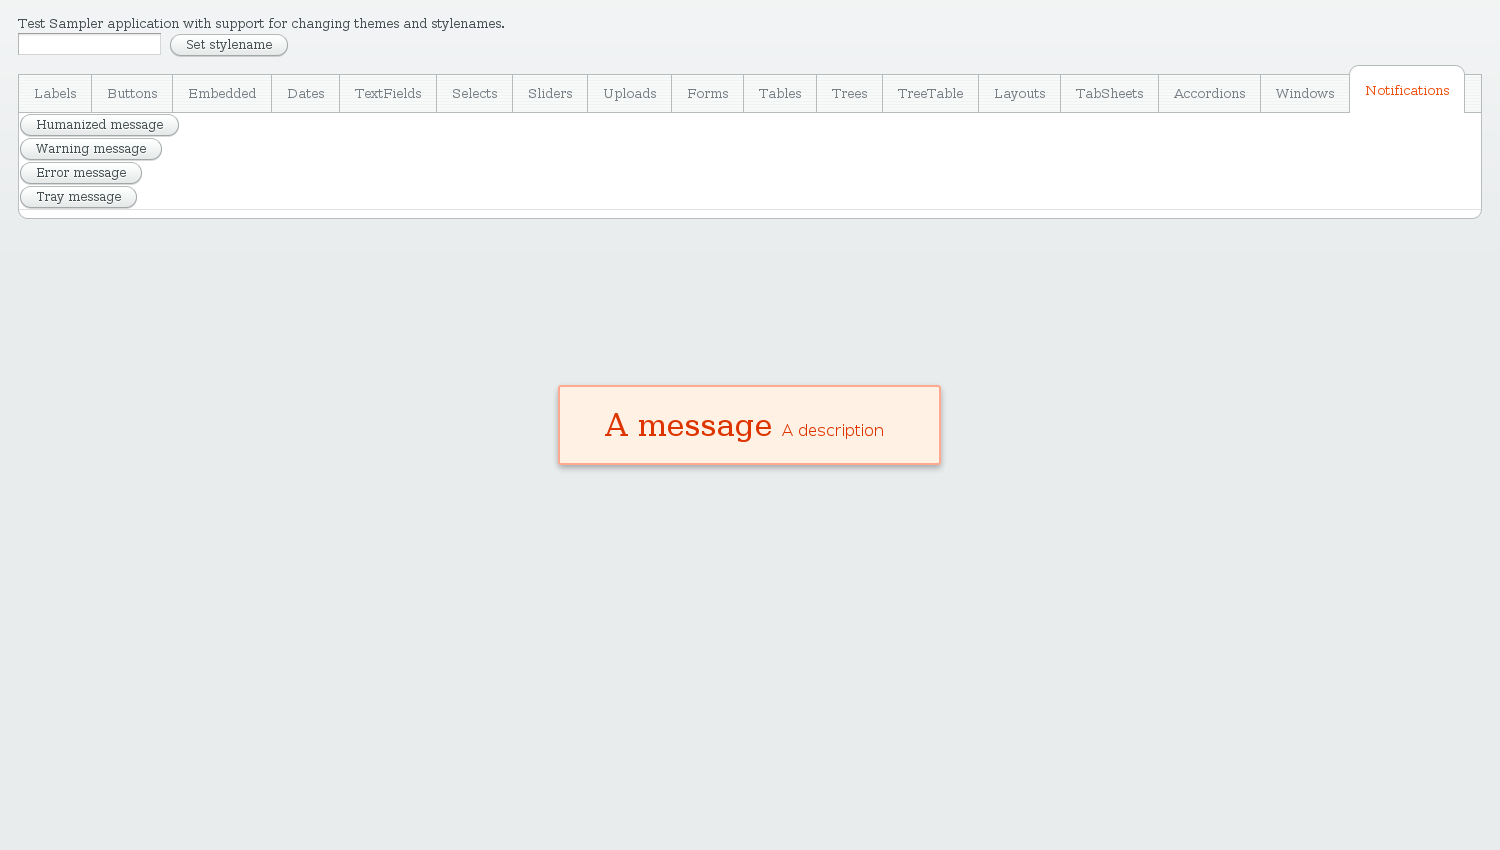 Test Sampler application with support for changing themes and stylenames.
Set stylename
Labels Buttons Embedded Dates TextFields Selects Sliders Uploads Forms Tables Trees TreeTable Layouts TabSheets Accordions Windows Notifications
Humanized message
Warning message
Error message
Tray message
A message A description